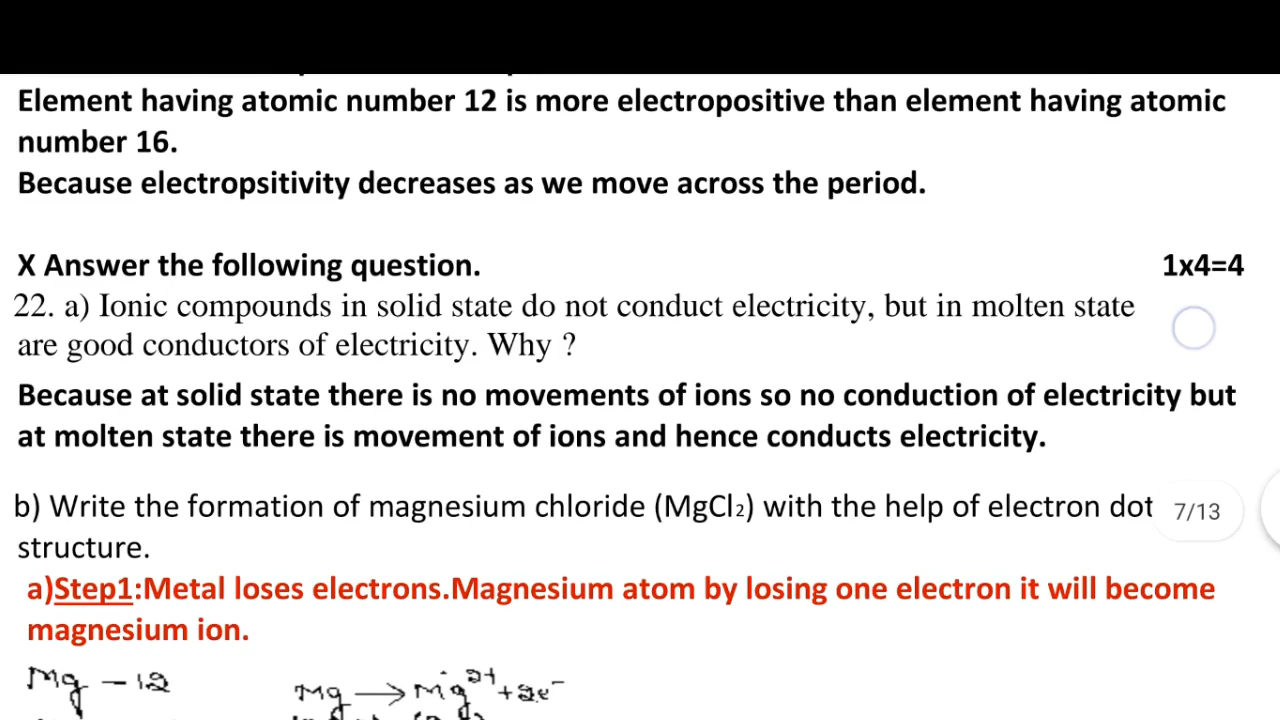 Element having atomic number 12 is more electropositive than element having atomic
number 16.
Because electropsitivity decreases as we move across the period.
X Answer the following question. 1x4=4
22. a) Ionic compounds in solid state do not conduct electricity, but in molten state
are good conductors of electricity. Why ?
Because at solid state there is no movements of ions so no conduction of electricity but
at molten state there is movement of ions and hence conducts electricity.
b) Write the formation of magnesium chloride (MgCl₂) with the help of electron dot
7/13
structure.
a)Step1:Metal loses electrons.Magnesium atom by losing one electron it will become
magnesium ion.
Mg – 12 Mg → Mg²⁺ + 2e⁻